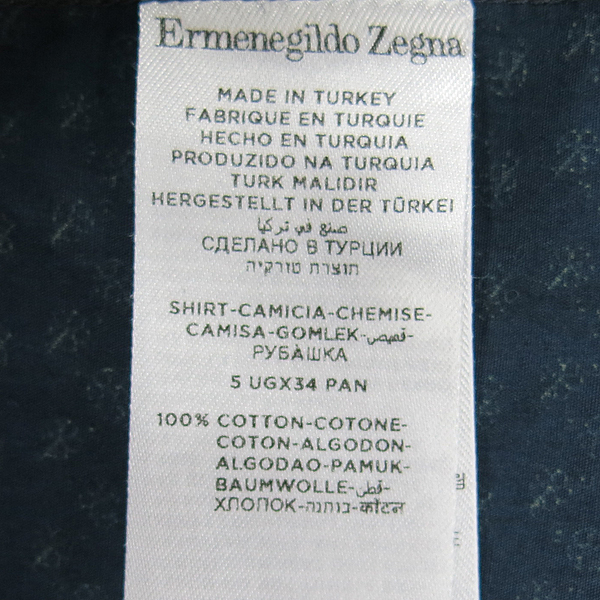 Ermenegildo Zegna
MADE IN TURKEY
FABRIQUE EN TURQUIE
HECHO EN TURQUIA
PRODUZIDO NA TURQUIA
TURK MALIDIR
HERGESTELLT IN DER TÜRKEI
صنع في تركيا
СДЕЛАНО В ТУРЦИИ
תוצרת טורקיה
SHIRT-CAMICIA-CHEMISE-
CAMISA-GOMLEK-قميص-
РУБАШКА
5 UGX34 PAN
100% COTTON-COTONE-
COTON-ALGODON-
ALGODAO-PAMUK-
BAUMWOLLE-قطن-
ХЛОПОК-כותנה-कॉटन